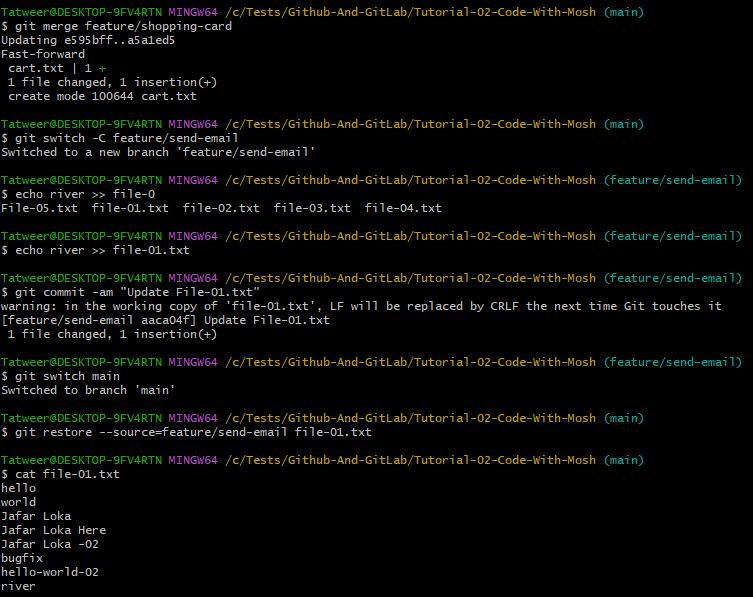 Tatweer@DESKTOP-9FV4RTN MINGW64 /c/Tests/Github-And-GitLab/Tutorial-02-Code-With-Mosh (main)
$ git merge feature/shopping-card
Updating e595bff..a5a1ed5
Fast-forward
 cart.txt | 1 +
 1 file changed, 1 insertion(+)
 create mode 100644 cart.txt

Tatweer@DESKTOP-9FV4RTN MINGW64 /c/Tests/Github-And-GitLab/Tutorial-02-Code-With-Mosh (main)
$ git switch -C feature/send-email
Switched to a new branch 'feature/send-email'

Tatweer@DESKTOP-9FV4RTN MINGW64 /c/Tests/Github-And-GitLab/Tutorial-02-Code-With-Mosh (feature/send-email)
$ echo river >> file-0
File-05.txt  file-01.txt  file-02.txt  file-03.txt  file-04.txt

Tatweer@DESKTOP-9FV4RTN MINGW64 /c/Tests/Github-And-GitLab/Tutorial-02-Code-With-Mosh (feature/send-email)
$ echo river >> file-01.txt

Tatweer@DESKTOP-9FV4RTN MINGW64 /c/Tests/Github-And-GitLab/Tutorial-02-Code-With-Mosh (feature/send-email)
$ git commit -am "Update File-01.txt"
warning: in the working copy of 'file-01.txt', LF will be replaced by CRLF the next time Git touches it
[feature/send-email aaca04f] Update File-01.txt
 1 file changed, 1 insertion(+)

Tatweer@DESKTOP-9FV4RTN MINGW64 /c/Tests/Github-And-GitLab/Tutorial-02-Code-With-Mosh (feature/send-email)
$ git switch main
Switched to branch 'main'

Tatweer@DESKTOP-9FV4RTN MINGW64 /c/Tests/Github-And-GitLab/Tutorial-02-Code-With-Mosh (main)
$ git restore --source=feature/send-email file-01.txt

Tatweer@DESKTOP-9FV4RTN MINGW64 /c/Tests/Github-And-GitLab/Tutorial-02-Code-With-Mosh (main)
$ cat file-01.txt
hello
world
Jafar Loka
Jafar Loka Here
Jafar Loka -02
bugfix
hello-world-02
river